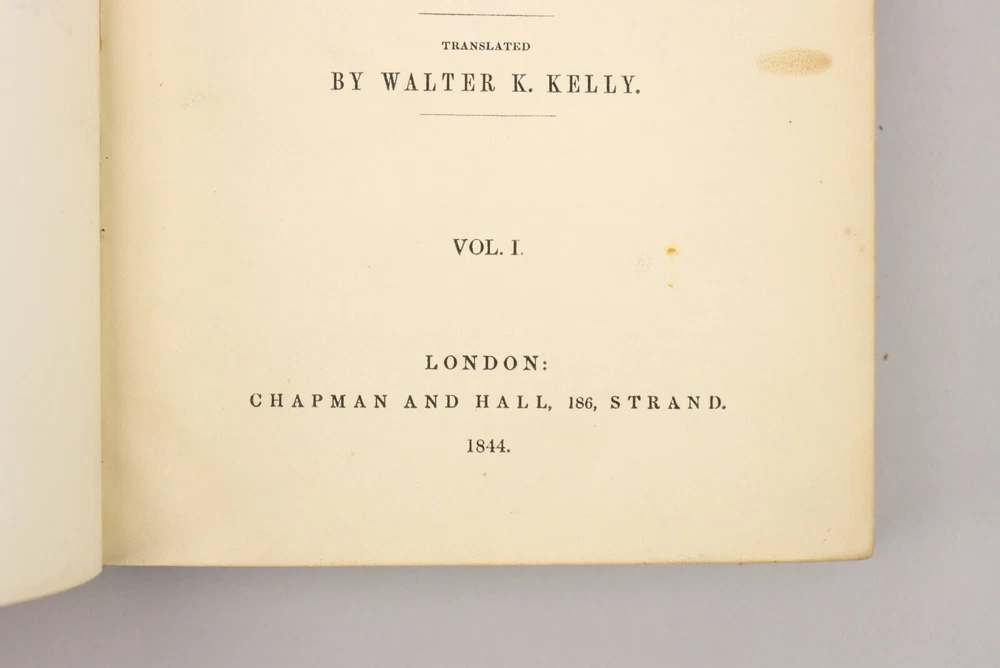 TRANSLATED
BY WALTER K. KELLY.
VOL. I.
LONDON:
CHAPMAN AND HALL, 186, STRAND.
1844.